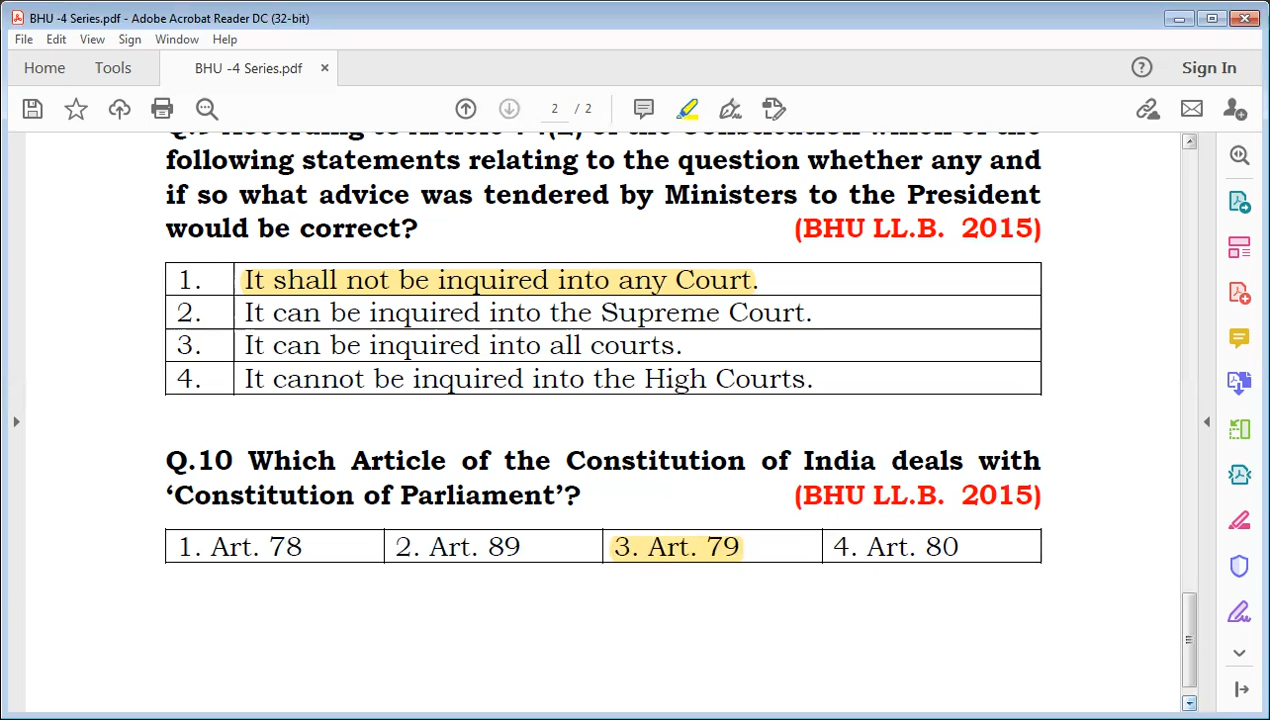 BHU -4 Series.pdf - Adobe Acrobat Reader DC (32-bit)
File Edit View Sign Window Help
Home Tools BHU -4 Series.pdf × Sign In
2 / 2
following statements relating to the question whether any and
if so what advice was tendered by Ministers to the President
would be correct? (BHU LL.B. 2015)
1. It shall not be inquired into any Court.
2. It can be inquired into the Supreme Court.
3. It can be inquired into all courts.
4. It cannot be inquired into the High Courts.
Q.10 Which Article of the Constitution of India deals with
‘Constitution of Parliament’? (BHU LL.B. 2015)
1. Art. 78 2. Art. 89 3. Art. 79 4. Art. 80